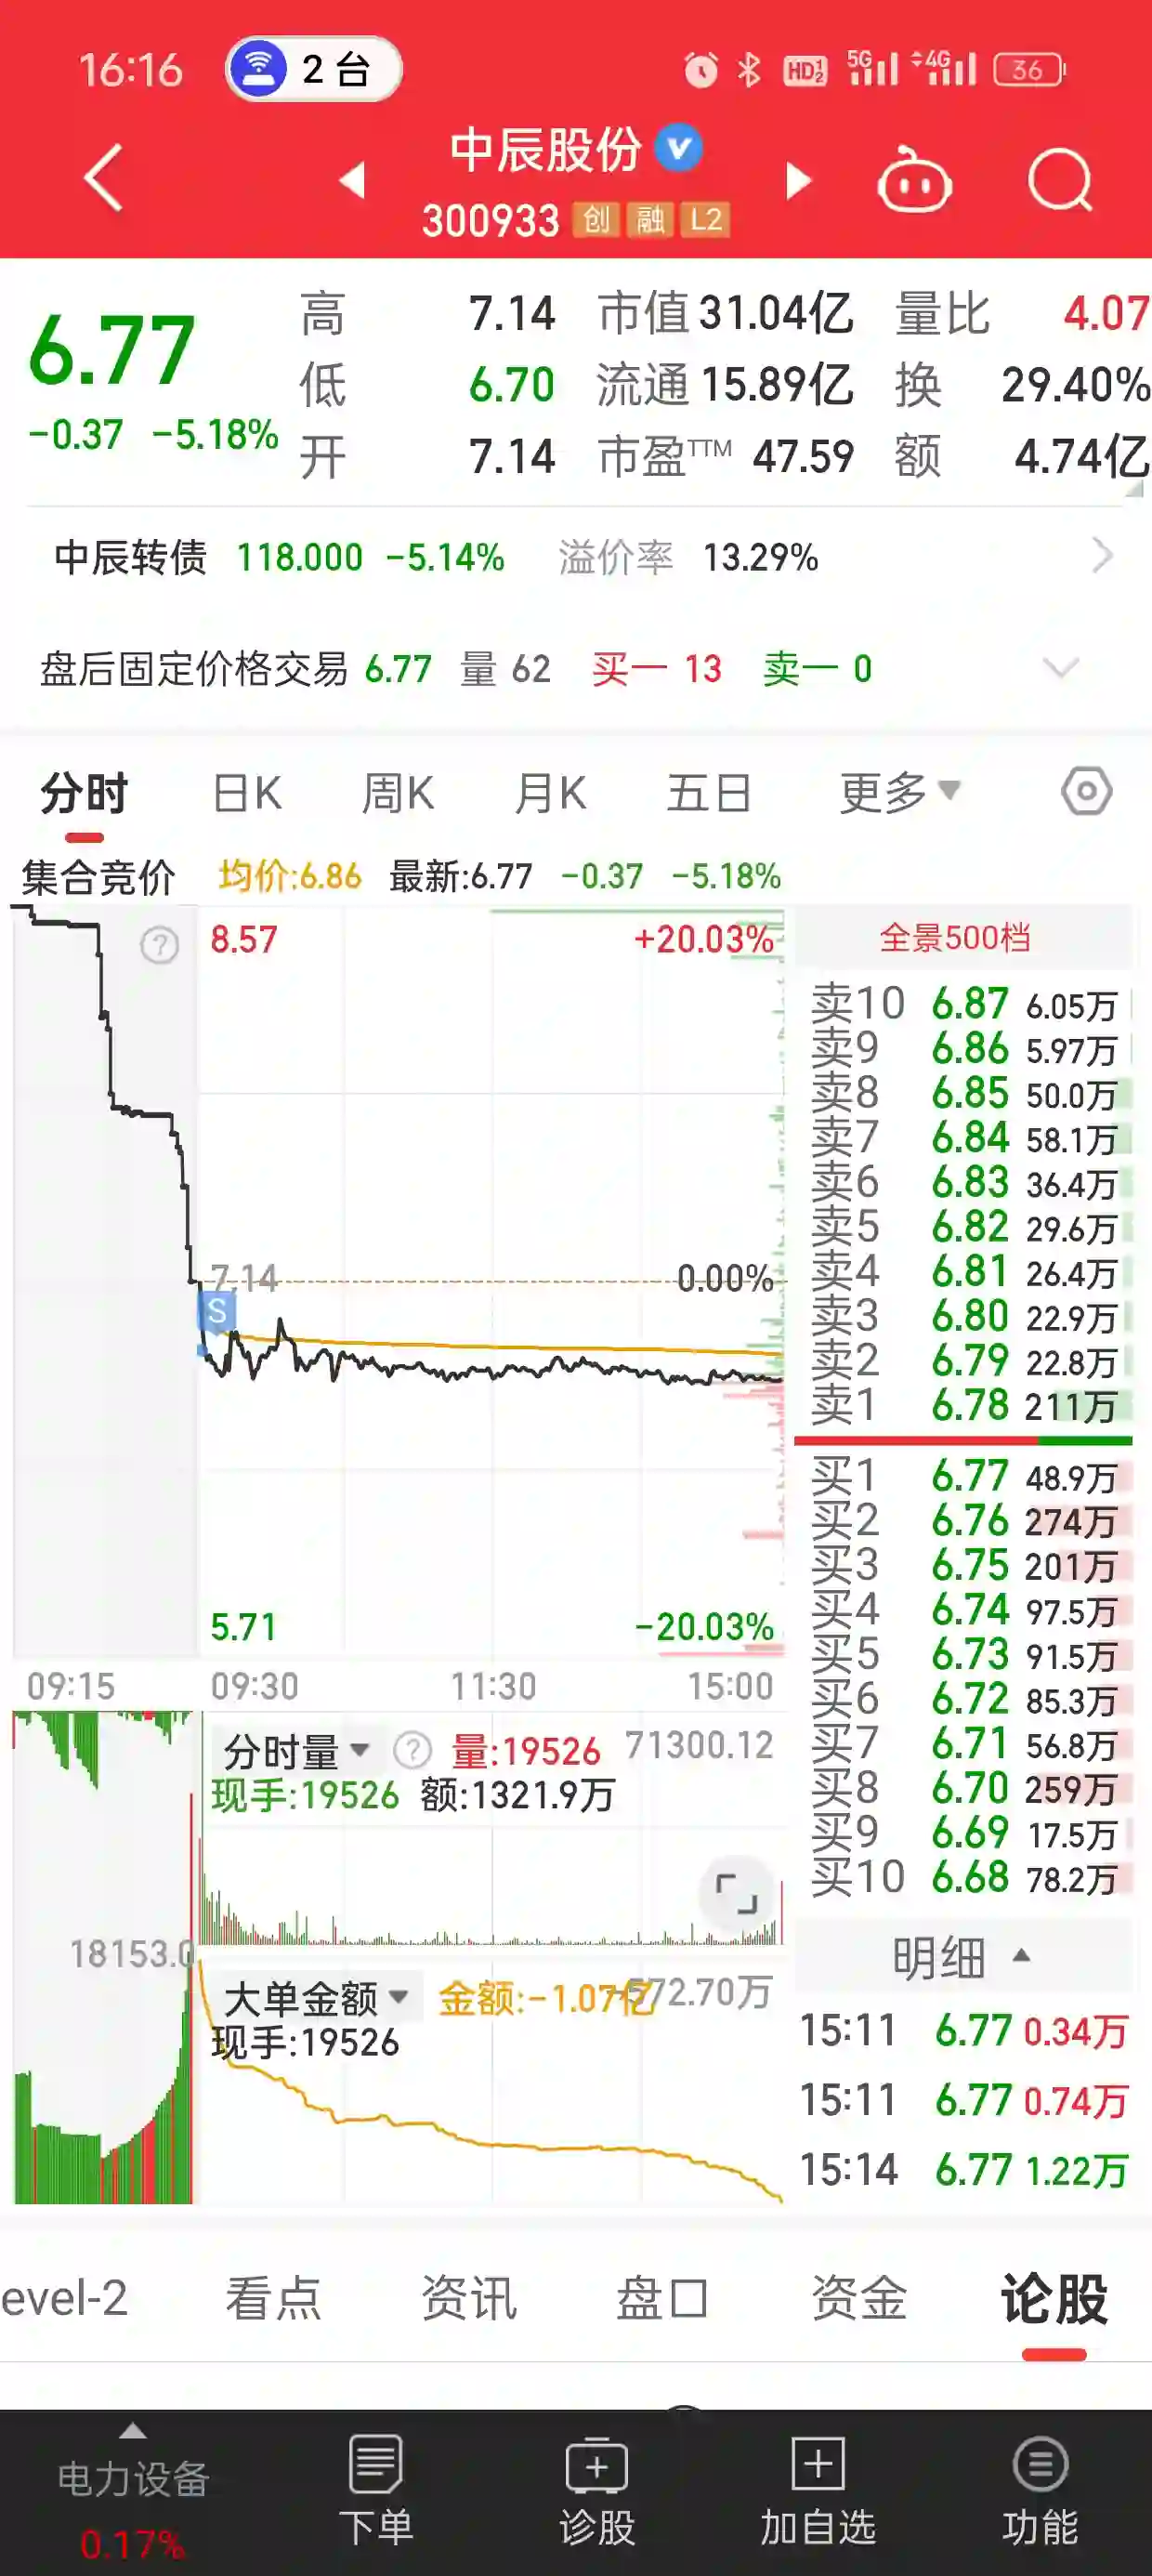 16:16 2 台 HD 1 2 5G 4G 36
中辰股份
300933 创 融 L2
6.77
-0.37 -5.18%
高 7.14 市值 31.04亿 量比 4.07
低 6.70 流通 15.89亿 换 29.40%
开 7.14 市盈TTM 47.59 额 4.74亿
中辰转债 118.000 -5.14% 溢价率 13.29%
盘后固定价格交易 6.77 量 62 买一 13 卖一 0
分时 日K 周K 月K 五日 更多
集合竞价 均价:6.86 最新:6.77 -0.37 -5.18%
8.57 +20.03%
7.14 0.00%
S
5.71 -20.03%
09:15 09:30 11:30 15:00
全景500档
卖10 6.87 6.05万
卖9 6.86 5.97万
卖8 6.85 50.0万
卖7 6.84 58.1万
卖6 6.83 36.4万
卖5 6.82 29.6万
卖4 6.81 26.4万
卖3 6.80 22.9万
卖2 6.79 22.8万
卖1 6.78 211万
买1 6.77 48.9万
买2 6.76 274万
买3 6.75 201万
买4 6.74 97.5万
买5 6.73 91.5万
买6 6.72 85.3万
买7 6.71 56.8万
买8 6.70 259万
买9 6.69 17.5万
买10 6.68 78.2万
分时量 ? 量:19526 71300.12
现手:19526 额:1321.9万
18153.0
大单金额 金额:-1.07亿 572.70万
现手:19526
明细
15:11 6.77 0.34万
15:11 6.77 0.74万
15:14 6.77 1.22万
evel-2 看点 资讯 盘口 资金 论股
电力设备
0.17%
下单 诊股 加自选 功能